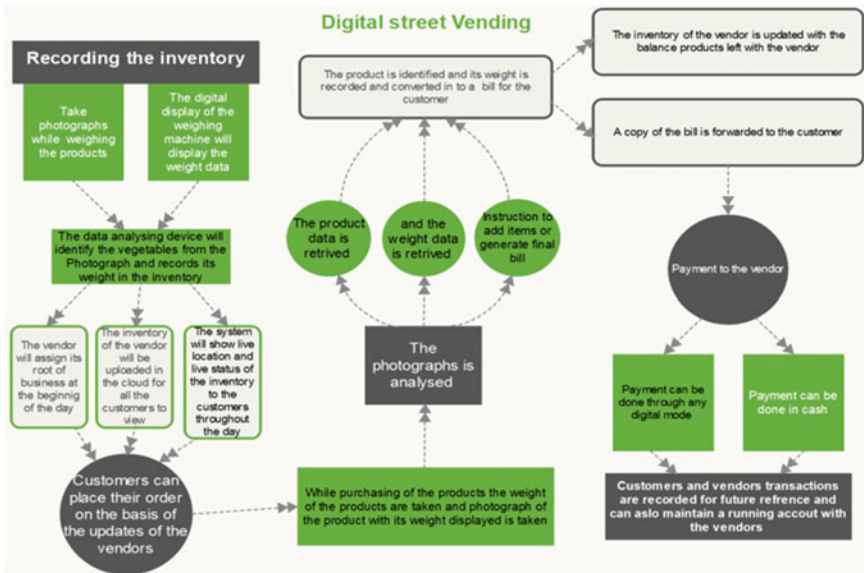 Digital street Vending
Recording the inventory
Take
photographs
while weighing
the products
The digital
display of the
weighing
machine will
display the
weight data
The data analysing device will
identify the vegetables from the
Photograph and records its
weight in the inventory
The vendor
will assign its
root of
business at
the beginnig
of the day
The inventory
of the vendor
will be
uploaded in
the cloud for
all the
customers to
view
The system
will show live
location and
live status of
the inventory
to the
customers
throughout
the day
Customers can
place their order
on the basis of
the updates of the
vendors
While purchasing of the products the weight
of the products are taken and photograph of
the product with its weight displayed is taken
The
photographs is
analysed
The product
data is
retrived
and the
weight data
is retrived
Instruction to
add items or
generate final
bill
The product is identified and its weight is
recorded and converted in to a bill for the
customer
The inventory of the vendor is updated with the
balance products left with the vendor
A copy of the bill is forwarded to the customer
Payment to the vendor
Payment can be
done through any
digital mode
Payment can be
done in cash
Customers and vendors transactions
are recorded for future refrence and
can aslo maintain a running accout with
the vendors